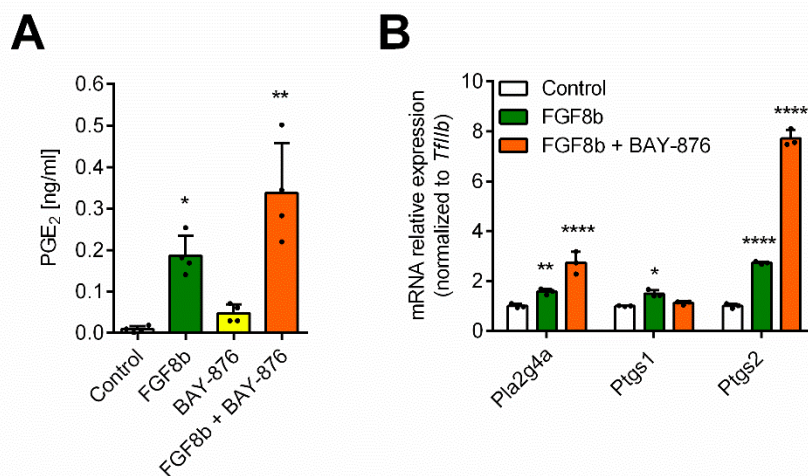 A
PGE2 [ng/ml]
0.6
0.5
0.4
0.3
0.2
0.1
0.0
*
**
Control
FGF8b
BAY-876
FGF8b + BAY-876
B
mRNA relative expression
(normalized to TfIIb)
10
8
6
4
2
0
Control
FGF8b
FGF8b + BAY-876
**
****
*
****
****
Pla2g4a
Ptgs1
Ptgs2